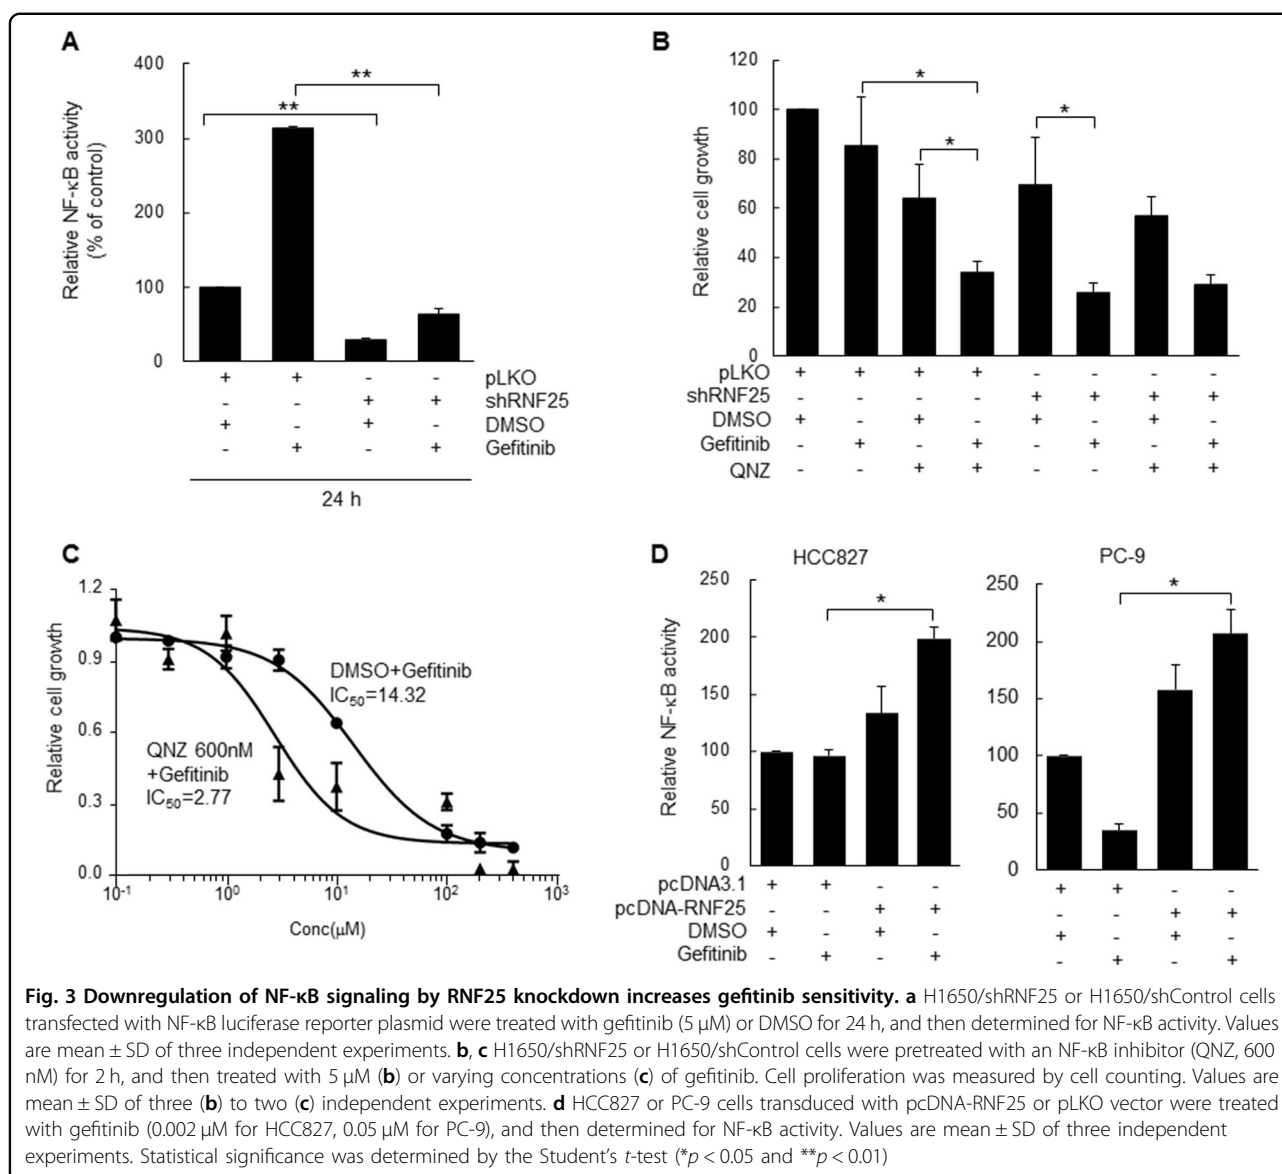 A
Relative NF-κB activity
(% of control)
400
300
200
100
0
**
**
+ + - - pLKO
- - + + shRNF25
+ - + - DMSO
- + - + Gefitinib
24 h
B
Relative cell growth
120
100
80
60
40
20
0
*
*
*
pLKO + + + + - - - -
shRNF25 - - - - + + + +
DMSO + - + - + - + -
Gefitinib - + - + - + - +
QNZ - - + + - - + +
C
Relative cell growth
1.2
0.9
0.6
0.3
0.0
DMSO+Gefitinib
IC50=14.32
QNZ 600nM
+Gefitinib
IC50=2.77
10-1 100 101 102 103
Conc(μM)
D
HCC827
Relative NF-κB activity
250
200
150
100
50
0
*
pcDNA3.1 + + - -
pcDNA-RNF25 - - + +
DMSO + - + -
Gefitinib - + - +
PC-9
250
200
150
100
50
0
*
+ + - -
- - + +
+ - + -
- + - +
Fig. 3 Downregulation of NF-κB signaling by RNF25 knockdown increases gefitinib sensitivity. a H1650/shRNF25 or H1650/shControl cells
transfected with NF-κB luciferase reporter plasmid were treated with gefitinib (5 μM) or DMSO for 24 h, and then determined for NF-κB activity. Values
are mean ± SD of three independent experiments. b, c H1650/shRNF25 or H1650/shControl cells were pretreated with an NF-κB inhibitor (QNZ, 600
nM) for 2 h, and then treated with 5 μM (b) or varying concentrations (c) of gefitinib. Cell proliferation was measured by cell counting. Values are
mean ± SD of three (b) to two (c) independent experiments. d HCC827 or PC-9 cells transduced with pcDNA-RNF25 or pLKO vector were treated
with gefitinib (0.002 μM for HCC827, 0.05 μM for PC-9), and then determined for NF-κB activity. Values are mean ± SD of three independent
experiments. Statistical significance was determined by the Student's t-test (*p < 0.05 and **p < 0.01)